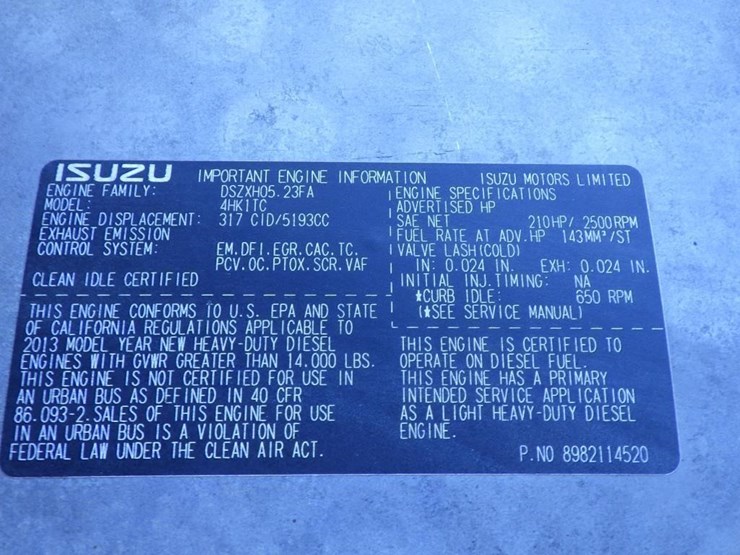 ISUZU IMPORTANT ENGINE INFORMATION ISUZU MOTORS LIMITED
ENGINE FAMILY: DSZXH05.23FA
MODEL: 4HK1TC
ENGINE DISPLACEMENT: 317 CID/5193CC
EXHAUST EMISSION
CONTROL SYSTEM: EM.DFI.EGR.CAC.TC.
PCV.OC.PTOX.SCR.VAF
CLEAN IDLE CERTIFIED
THIS ENGINE CONFORMS TO U.S. EPA AND STATE
OF CALIFORNIA REGULATIONS APPLICABLE TO
2013 MODEL YEAR NEW HEAVY-DUTY DIESEL
ENGINES WITH GVWR GREATER THAN 14.000 LBS.
THIS ENGINE IS NOT CERTIFIED FOR USE IN
AN URBAN BUS AS DEFINED IN 40 CFR
86.093-2.SALES OF THIS ENGINE FOR USE
IN AN URBAN BUS IS A VIOLATION OF
FEDERAL LAW UNDER THE CLEAN AIR ACT.
ENGINE SPECIFICATIONS
ADVERTISED HP
SAE NET 210HP/ 2500RPM
FUEL RATE AT ADV.HP 143MM³/ST
VALVE LASH(COLD)
IN: 0.024 IN. EXH: 0.024 IN.
INITIAL INJ.TIMING: NA
★CURB IDLE: 650 RPM
(★SEE SERVICE MANUAL)
THIS ENGINE IS CERTIFIED TO
OPERATE ON DIESEL FUEL.
THIS ENGINE HAS A PRIMARY
INTENDED SERVICE APPLICATION
AS A LIGHT HEAVY-DUTY DIESEL
ENGINE.
P.NO 8982114520